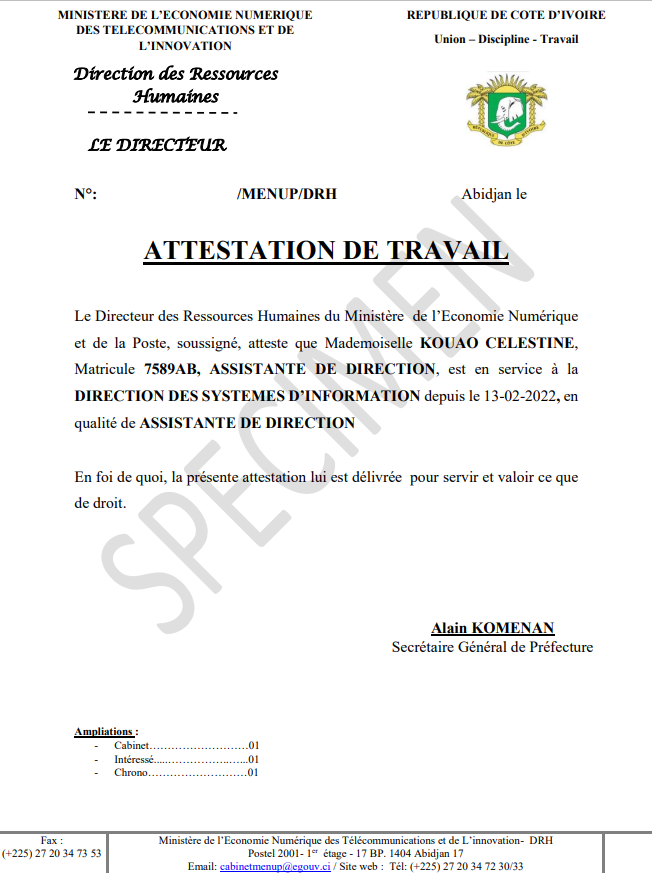 MINISTERE DE L'ECONOMIE NUMERIQUE
DES TELECOMMUNICATIONS ET DE
L'INNOVATION
Direction des Ressources
Humaines
LE DIRECTEUR
REPUBLIQUE DE COTE D'IVOIRE
Union – Discipline - Travail
REPUBLIQUE DE COTE D'IVOIRE
N°: /MENUP/DRH Abidjan le
ATTESTATION DE TRAVAIL
Le Directeur des Ressources Humaines du Ministère de l'Economie Numérique
et de la Poste, soussigné, atteste que Mademoiselle KOUAO CELESTINE,
Matricule 7589AB, ASSISTANTE DE DIRECTION, est en service à la
DIRECTION DES SYSTEMES D'INFORMATION depuis le 13-02-2022, en
qualité de ASSISTANTE DE DIRECTION
En foi de quoi, la présente attestation lui est délivrée pour servir et valoir ce que
de droit.
SPECIMEN
Alain KOMENAN
Secrétaire Général de Préfecture
Ampliations :
- Cabinet………………………01
- Intéressé....……………..…...01
- Chrono………………………01
Fax :
(+225) 27 20 34 73 53
Ministère de l'Economie Numérique des Télécommunications et de L'innovation- DRH
Postel 2001- 1er étage - 17 BP. 1404 Abidjan 17
Email: cabinetmenup@egouv.ci / Site web : Tél: (+225) 27 20 34 72 30/33